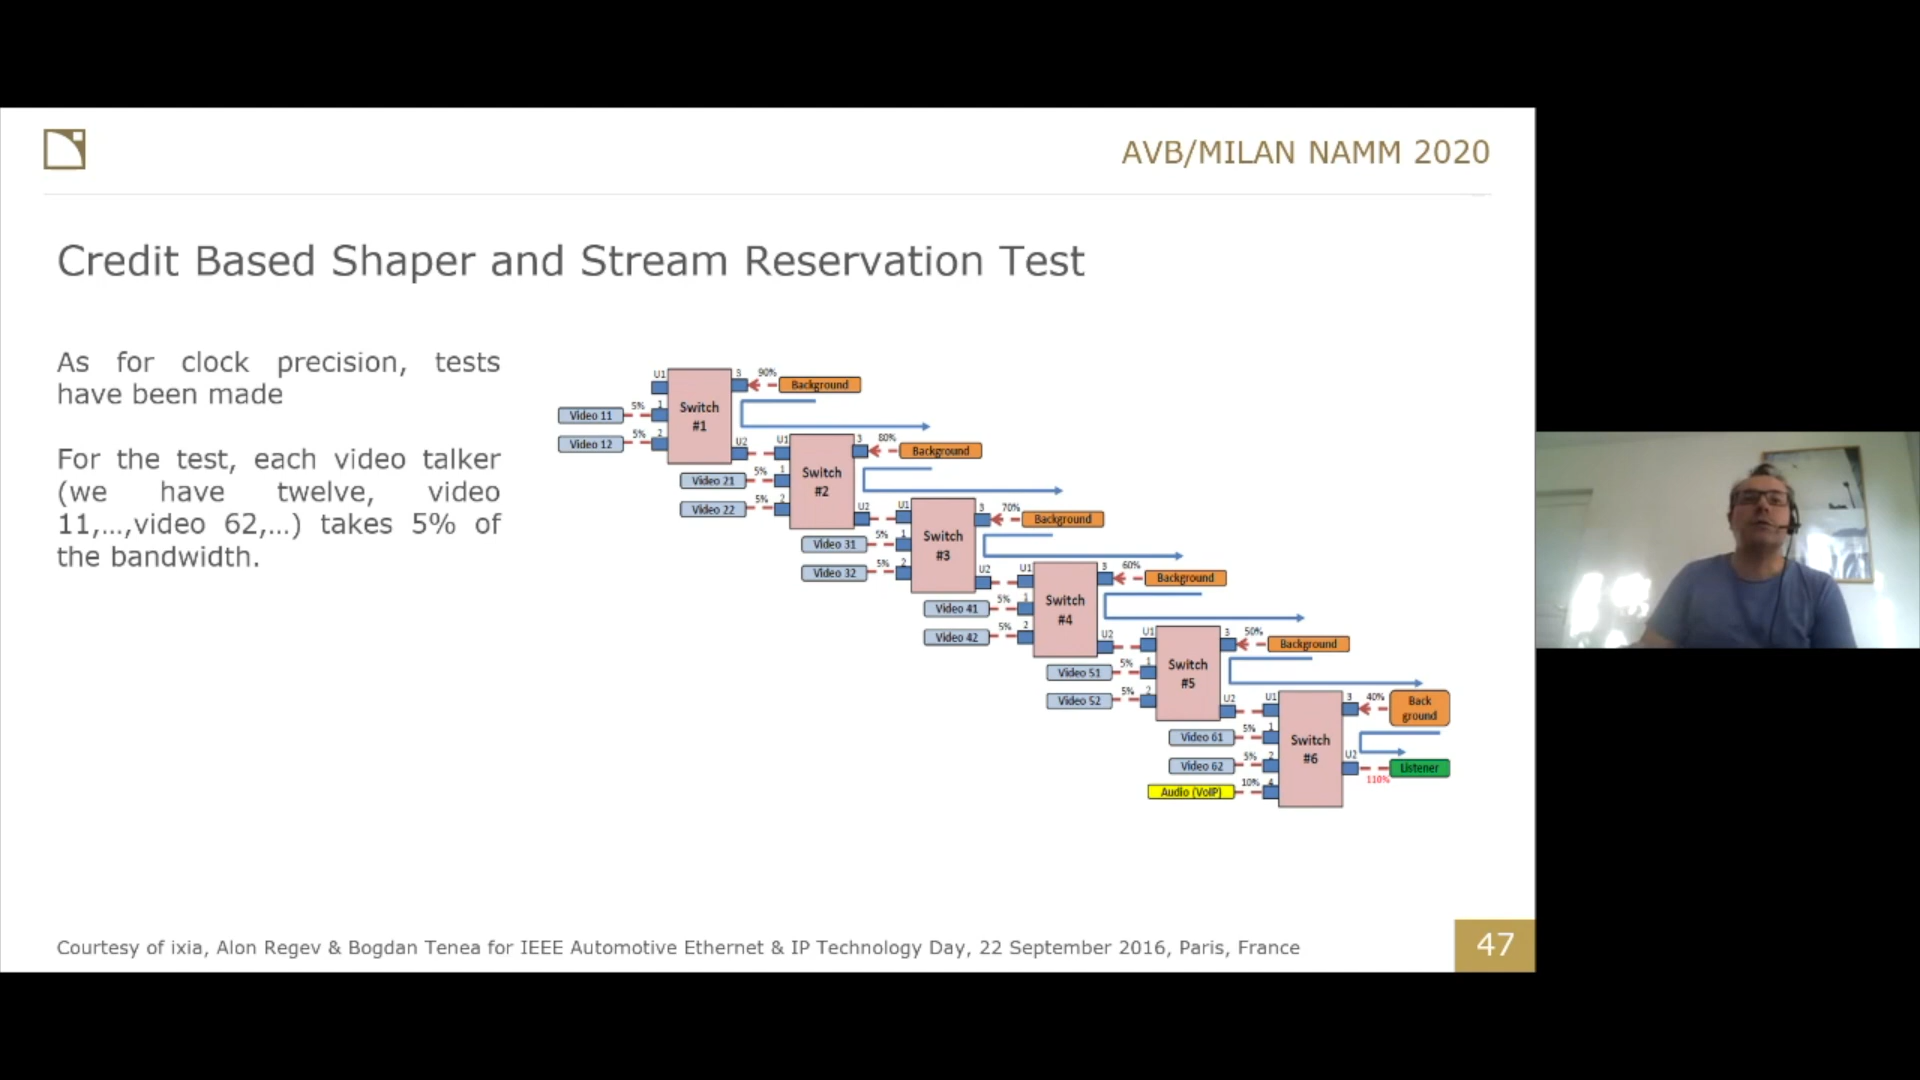 AVB/MILAN NAMM 2020
Credit Based Shaper and Stream Reservation Test
As for clock precision, tests
have been made
For the test, each video talker
(we have twelve, video
11,...,video 62,...) takes 5% of
the bandwidth.
U1
3
90%
Background
Switch
#1
Video 11
5%
1
Video 12
5%
2
U2
U1
3
80%
Background
Switch
#2
Video 21
5%
1
Video 22
5%
2
U2
U1
3
70%
Background
Switch
#3
Video 31
5%
1
Video 32
5%
2
U2
U1
3
60%
Background
Switch
#4
Video 41
5%
1
Video 42
5%
2
U2
U1
3
50%
Background
Switch
#5
Video 51
5%
1
Video 52
5%
2
U2
U1
3
40%
Back
ground
Switch
#6
Video 61
5%
1
Video 62
5%
2
U2
Listener
110%
Audio (VoIP)
10%
4
Courtesy of ixia, Alon Regev & Bogdan Tenea for IEEE Automotive Ethernet & IP Technology Day, 22 September 2016, Paris, France
47